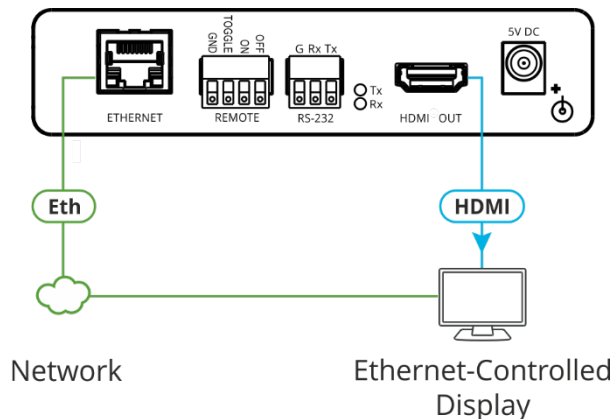 GND
TOGGLE
ON
OFF
G Rx Tx
5V DC
Tx
Rx
+
ETHERNET
REMOTE
RS-232
HDMI OUT
Eth
HDMI
Network
Ethernet-Controlled
Display